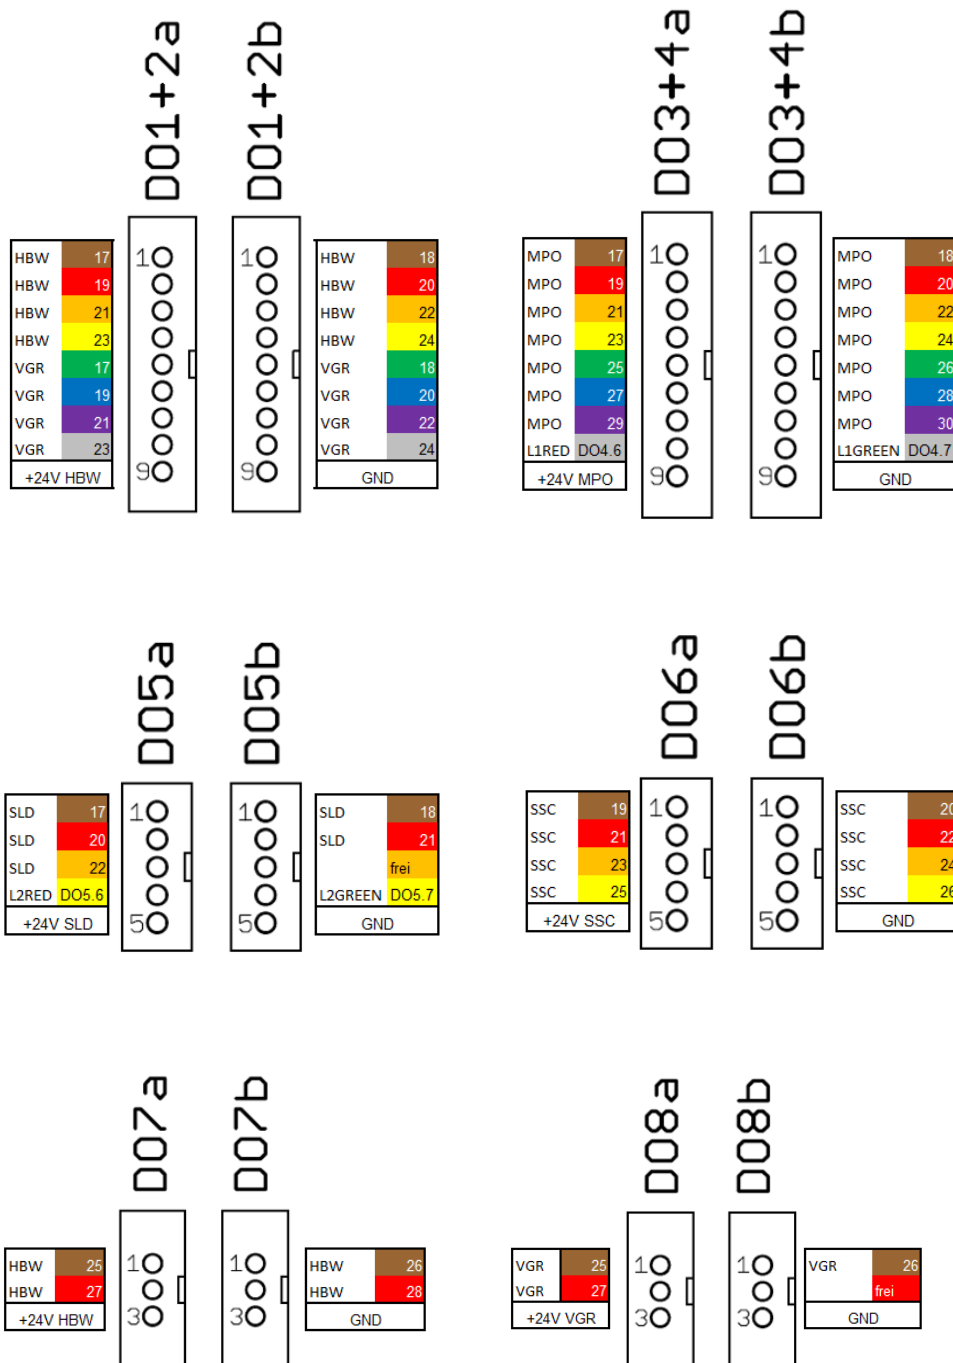 DO1+2a DO1+2b DO3+4a DO3+4b
HBW 17 1 1 HBW 18
HBW 19 HBW 20
HBW 21 HBW 22
HBW 23 HBW 24
VGR 17 VGR 18
VGR 19 VGR 20
VGR 21 VGR 22
VGR 23 VGR 24
+24V HBW 9 9 GND
MPO 17 1 1 MPO 18
MPO 19 MPO 20
MPO 21 MPO 22
MPO 23 MPO 24
MPO 25 MPO 26
MPO 27 MPO 28
MPO 29 MPO 30
L1RED DO4.6 L1GREEN DO4.7
+24V MPO 9 9 GND
DO5a DO5b DO6a DO6b
SLD 17 1 1 SLD 18
SLD 20 SLD 21
SLD 22 frei
L2RED DO5.6 L2GREEN DO5.7
+24V SLD 5 5 GND
SSC 19 1 1 SSC 20
SSC 21 SSC 22
SSC 23 SSC 24
SSC 25 SSC 26
+24V SSC 5 5 GND
DO7a DO7b DO8a DO8b
HBW 25 1 1 HBW 26
HBW 27 HBW 28
+24V HBW 3 3 GND
VGR 25 1 1 VGR 26
VGR 27 frei
+24V VGR 3 3 GND